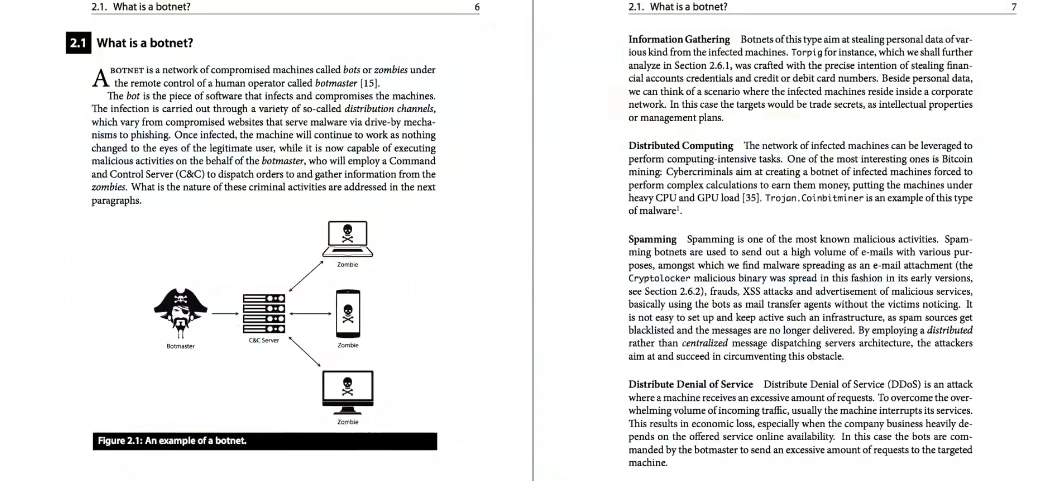 2.1. What is a botnet? 6
2.1 What is a botnet?
A BOTNET is a network of compromised machines called bots or zombies under
the remote control of a human operator called botmaster [15].
The bot is the piece of software that infects and compromises the machines.
The infection is carried out through a variety of so-called distribution channels,
which vary from compromised websites that serve malware via drive-by mecha-
nisms to phishing. Once infected, the machine will continue to work as nothing
changed to the eyes of the legitimate user, while it is now capable of executing
malicious activities on the behalf of the botmaster, who will employ a Command
and Control Server (C&C) to dispatch orders to and gather information from the
zombies. What is the nature of these criminal activities are addressed in the next
paragraphs.
Zombie
Botmaster
C&C Server
Zombie
Zombie
Figure 2.1: An example of a botnet.
2.1. What is a botnet? 7
Information Gathering Botnets of this type aim at stealing personal data of var-
ious kind from the infected machines. Torpig for instance, which we shall further
analyze in Section 2.6.1, was crafted with the precise intention of stealing finan-
cial accounts credentials and credit or debit card numbers. Beside personal data,
we can think of a scenario where the infected machines reside inside a corporate
network. In this case the targets would be trade secrets, as intellectual properties
or management plans.
Distributed Computing The network of infected machines can be leveraged to
perform computing-intensive tasks. One of the most interesting ones is Bitcoin
mining: Cybercriminals aim at creating a botnet of infected machines forced to
perform complex calculations to earn them money, putting the machines under
heavy CPU and GPU load [35]. Trojan.Coinbitminer is an example of this type
of malware¹.
Spamming Spamming is one of the most known malicious activities. Spam-
ming botnets are used to send out a high volume of e-mails with various pur-
poses, amongst which we find malware spreading as an e-mail attachment (the
Cryptolocker malicious binary was spread in this fashion in its early versions,
see Section 2.6.2), frauds, XSS attacks and advertisement of malicious services,
basically using the bots as mail transfer agents without the victims noticing. It
is not easy to set up and keep active such an infrastructure, as spam sources get
blacklisted and the messages are no longer delivered. By employing a distributed
rather than centralized message dispatching servers architecture, the attackers
aim at and succeed in circumventing this obstacle.
Distribute Denial of Service Distribute Denial of Service (DDoS) is an attack
where a machine receives an excessive amount of requests. To overcome the over-
whelming volume of incoming traffic, usually the machine interrupts its services.
This results in economic loss, especially when the company business heavily de-
pends on the offered service online availability. In this case the bots are com-
manded by the botmaster to send an excessive amount of requests to the targeted
machine.